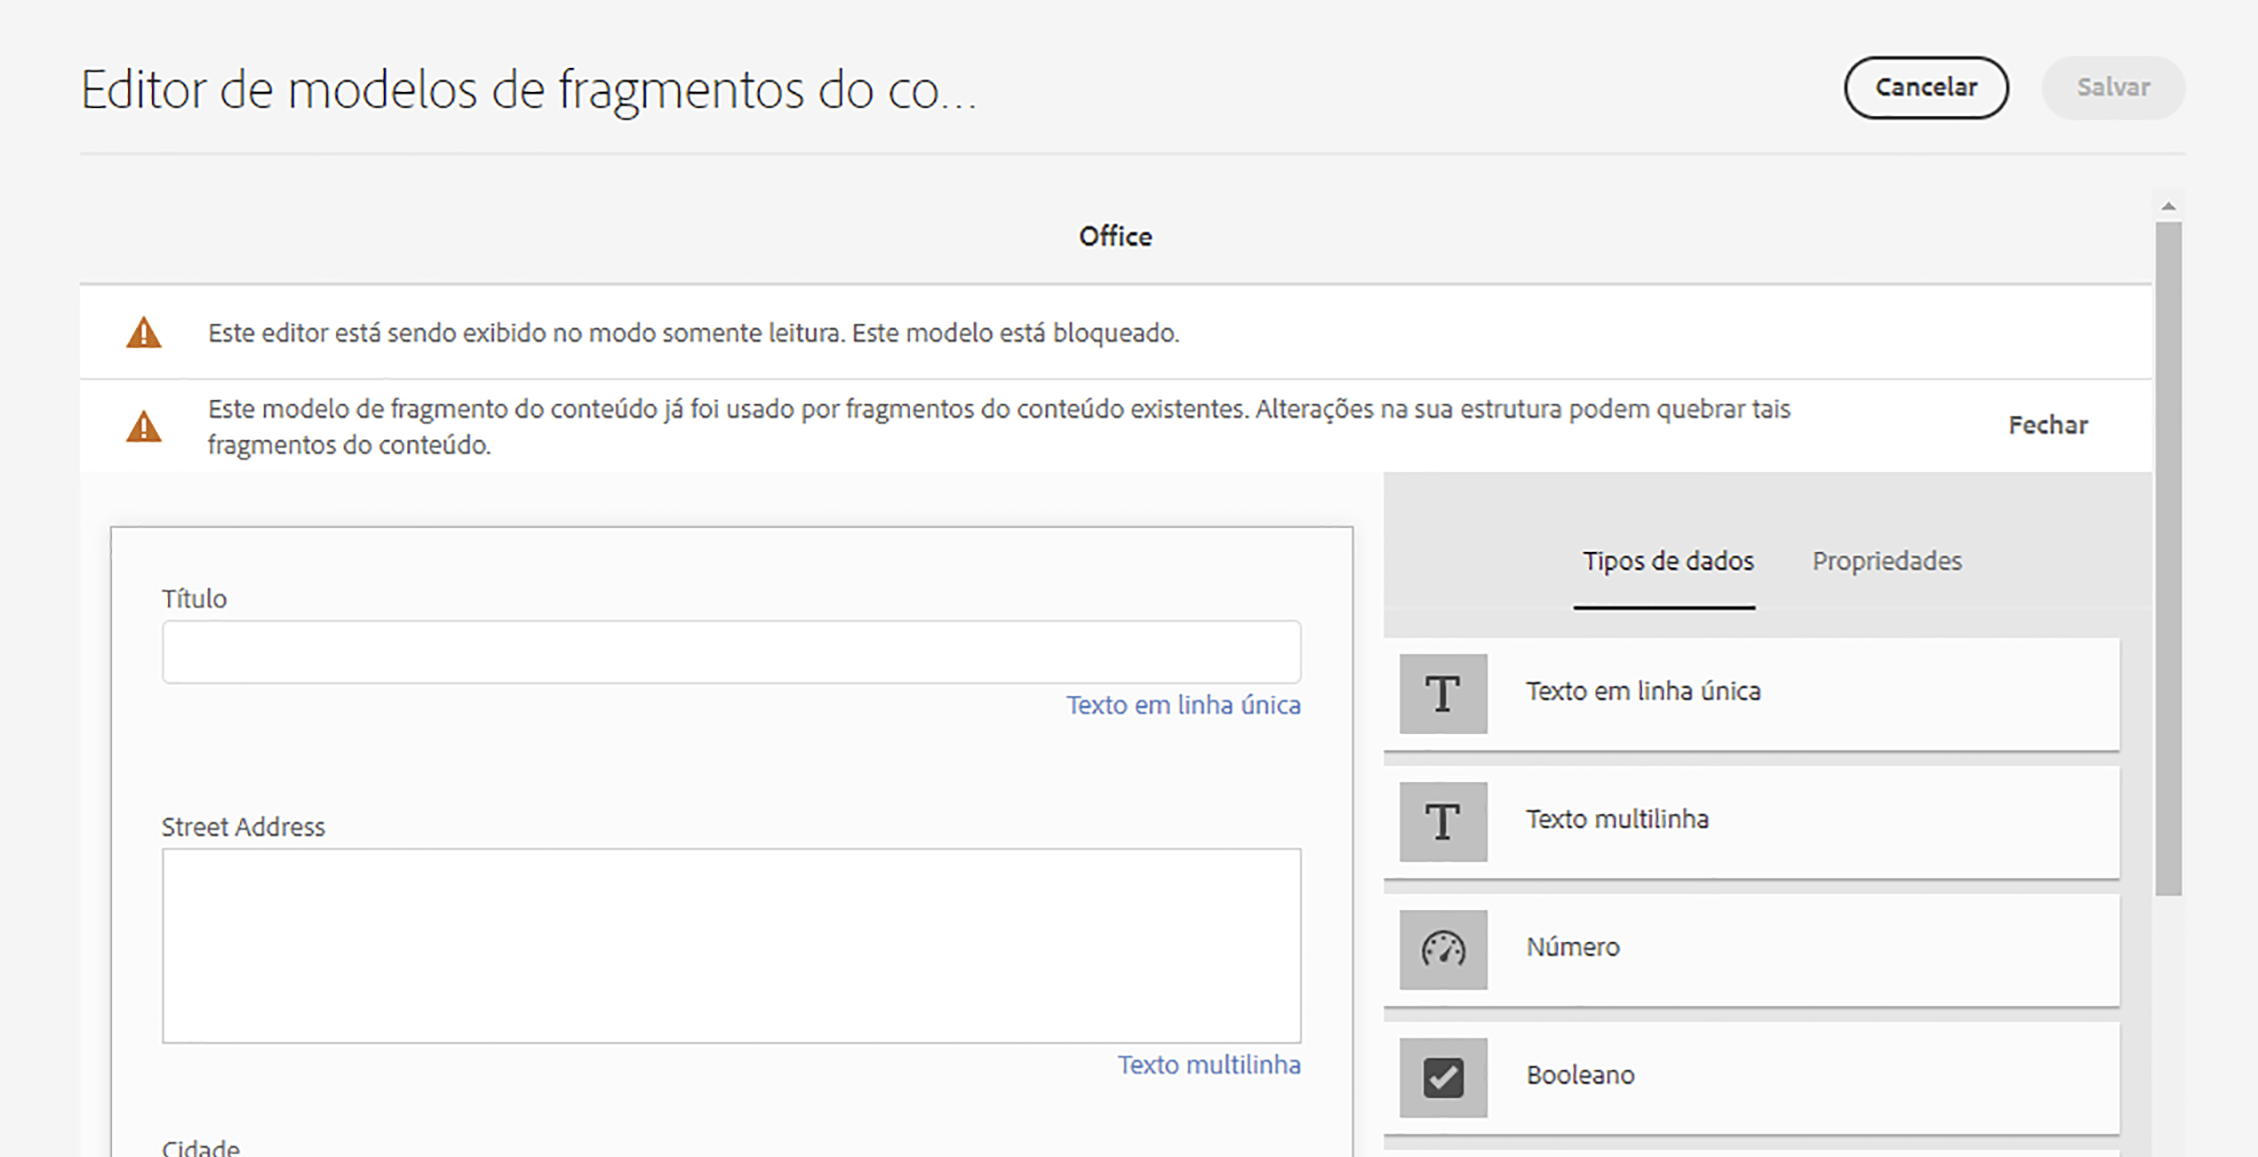 Editor de modelos de fragmentos do co...
Cancelar
Salvar
Office
Este editor está sendo exibido no modo somente leitura. Este modelo está bloqueado.
Este modelo de fragmento do conteúdo já foi usado por fragmentos do conteúdo existentes. Alterações na sua estrutura podem quebrar tais
fragmentos do conteúdo.
Fechar
Título
Texto em linha única
Street Address
Texto multilinha
Cidade
Tipos de dados
Propriedades
Texto em linha única
Texto multilinha
Número
Booleano